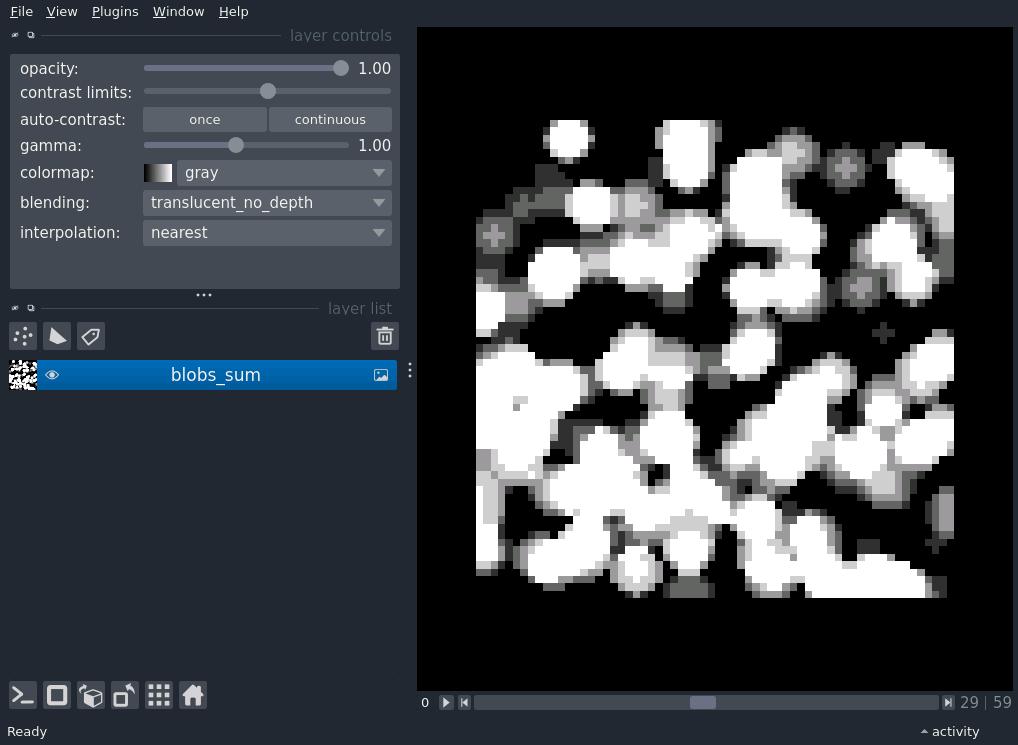 File View Plugins Window Help
layer controls
opacity: 1.00
contrast limits:
auto-contrast: once continuous
gamma: 1.00
colormap: gray
blending: translucent_no_depth
interpolation: nearest
layer list
blobs_sum
0 29 | 59
Ready activity